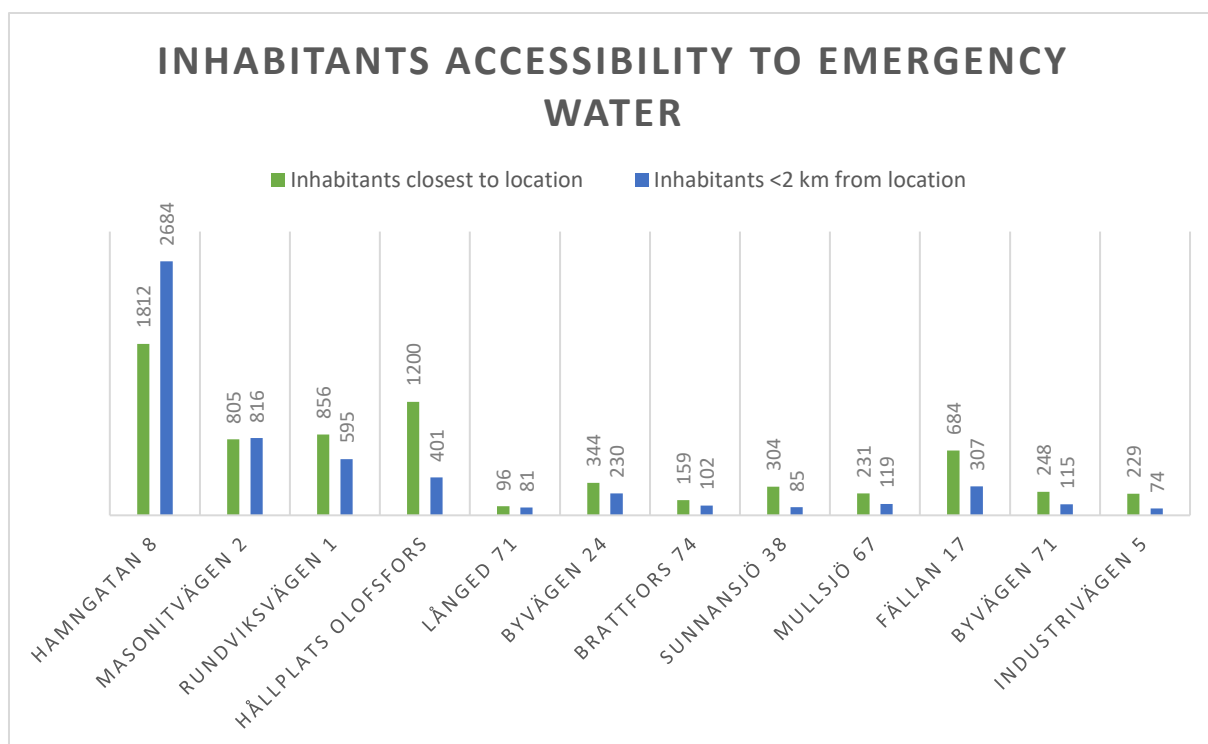 INHABITANTS ACCESSIBILITY TO EMERGENCY
WATER
Inhabitants closest to location
Inhabitants <2 km from location
1812
2684
805
816
856
595
1200
401
96
81
344
230
159
102
304
85
231
119
684
307
248
115
229
74
HAMNGATAN 8
MASONITVÄGEN 2
RUNDVIKSVÄGEN 1
HÅLLPLATS OLOFSFORS
LÅNGED 71
BYVÄGEN 24
BRATTFORS 74
SUNNANSJÖ 38
MULLSJÖ 67
FÄLLAN 17
BYVÄGEN 71
INDUSTRIVÄGEN 5